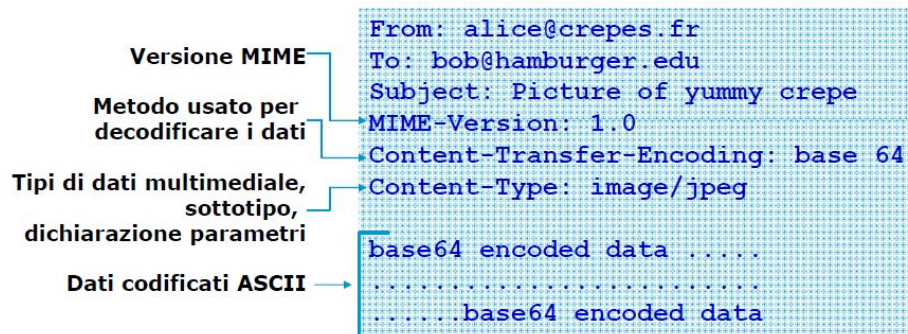 Versione MIME
Metodo usato per
decodificare i dati
Tipi di dati multimediale,
sottotipo,
dichiarazione parametri
Dati codificati ASCII
From: alice@crepes.fr
To: bob@hamburger.edu
Subject: Picture of yummy crepe
MIME-Version: 1.0
Content-Transfer-Encoding: base 64
Content-Type: image/jpeg
base64 encoded data .....
.........................
......base64 encoded data